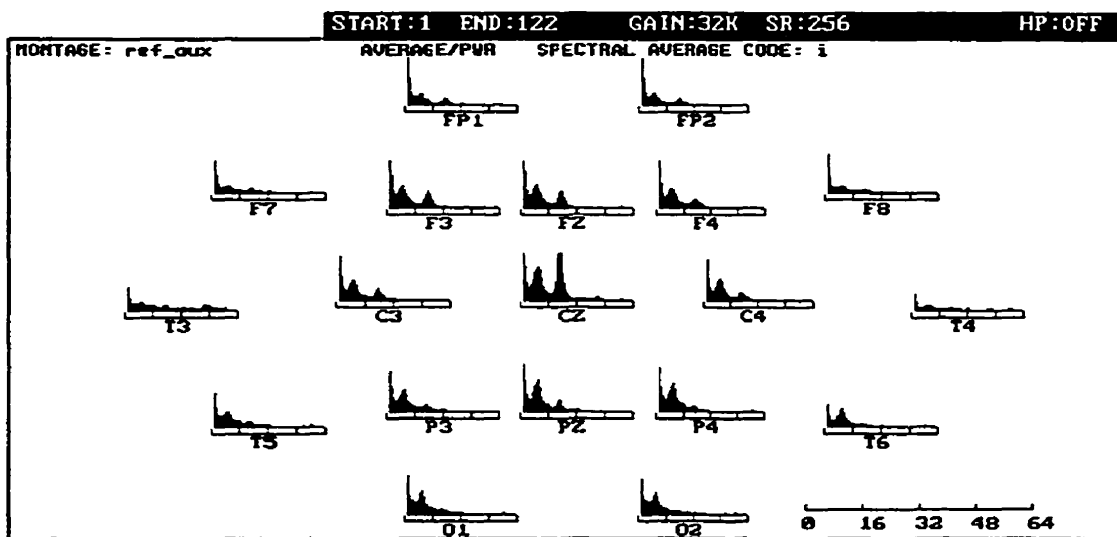 START:1 END:122 GAIN:32K SR:256 HP:OFF
MONTAGE: ref_aux AVERAGE/PWR SPECTRAL AVERAGE CODE: i
FP1 FP2
F7 F3 FZ F4 F8
T3 C3 CZ C4 T4
T5 P3 PZ P4 T6
O1 O2
0 16 32 48 64